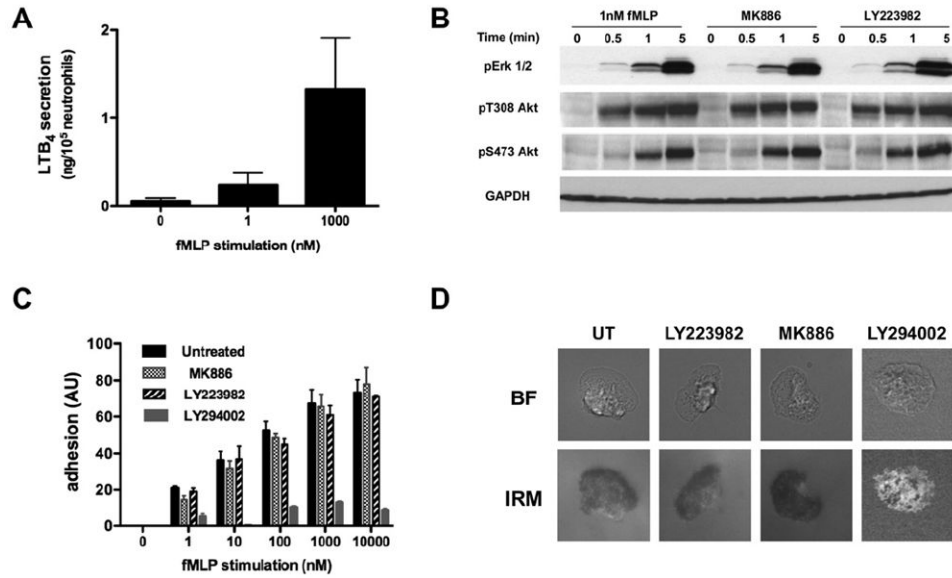 A
LTB4 secretion
(ng/10⁵ neutrophils)
2
1
0
0 1 1000
fMLP stimulation (nM)
B
1nM fMLP MK886 LY223982
Time (min) 0 0.5 1 5 0 0.5 1 5 0 0.5 1 5
pErk 1/2
pT308 Akt
pS473 Akt
GAPDH
C
adhesion (AU)
100
80
60
40
20
0
Untreated
MK886
LY223982
LY294002
0 1 10 100 1000 10000
fMLP stimulation (nM)
D
UT LY223982 MK886 LY294002
BF
IRM